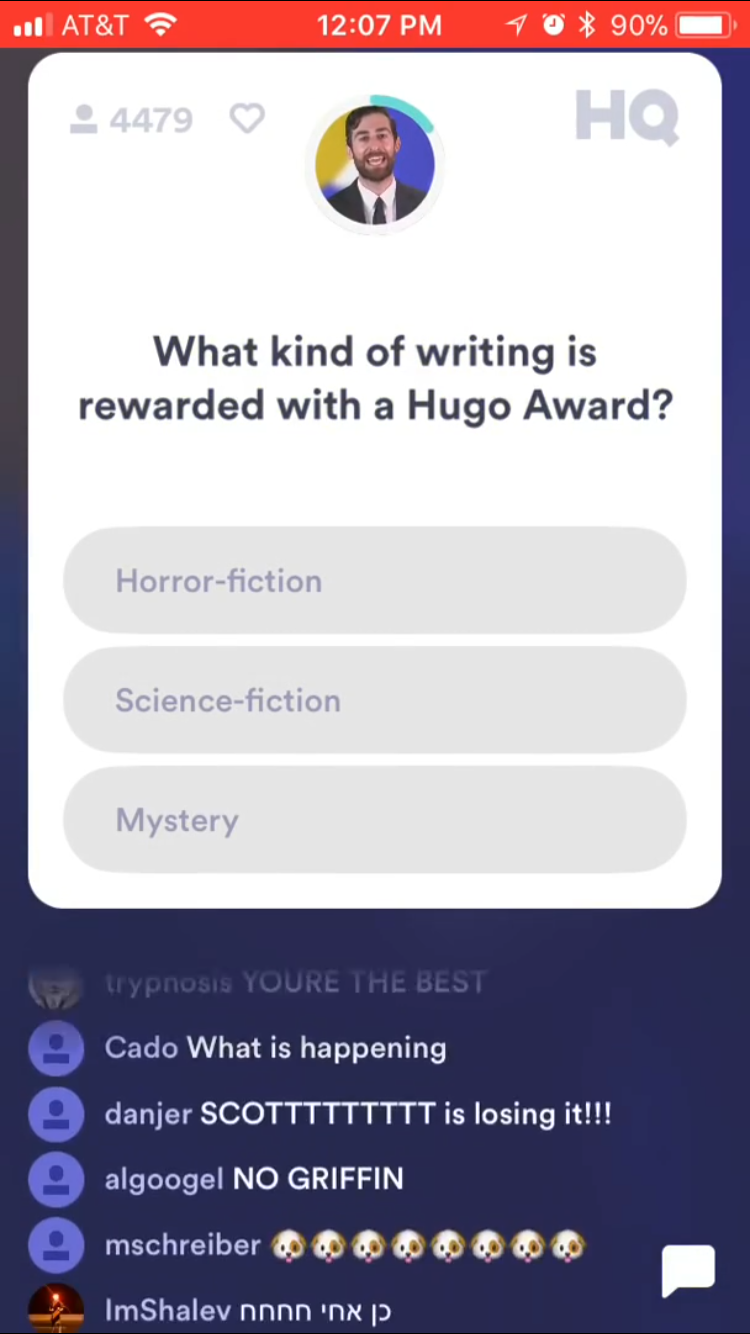 AT&T 12:07 PM 90%
4479 HQ
What kind of writing is
rewarded with a Hugo Award?
Horror-fiction
Science-fiction
Mystery
trypnosis YOURE THE BEST
Cado What is happening
danjer SCOTTTTTTTTT is losing it!!!
algoogel NO GRIFFIN
mschreiber 🐶🐶🐶🐶🐶🐶🐶🐶
ImShalev כן אחי חחחח